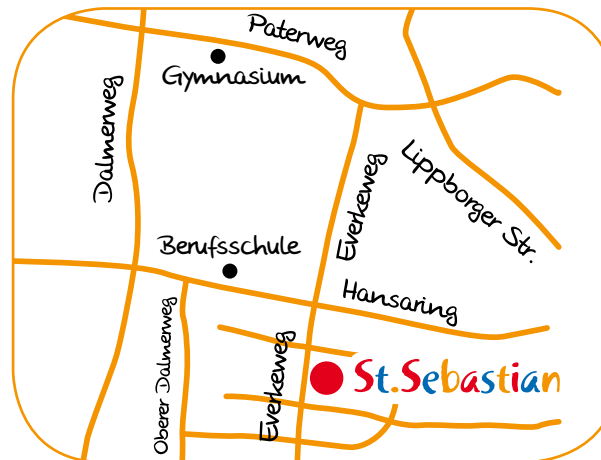 Paterweg
Gymnasium
Dalmerweg
Lippborger Str.
Everkeweg
Berufsschule
Hansaring
Oberer Dalmerweg
Everkeweg
St.Sebastian